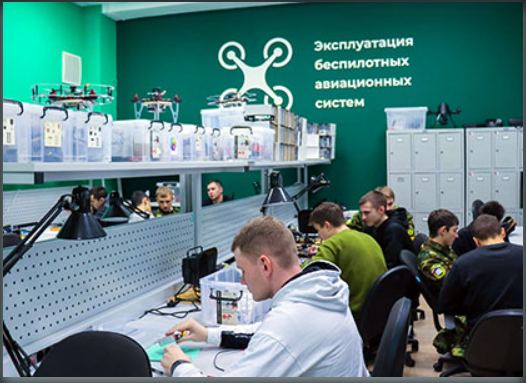 Эксплуатация
беспилотных
авиационных
систем